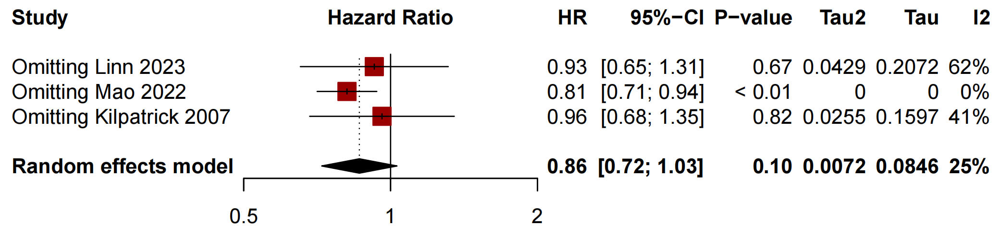 Study Hazard Ratio HR 95%−CI P−value Tau2 Tau I2
Omitting Linn 2023 0.93 [0.65; 1.31] 0.67 0.0429 0.2072 62%
Omitting Mao 2022 0.81 [0.71; 0.94] < 0.01 0 0 0%
Omitting Kilpatrick 2007 0.96 [0.68; 1.35] 0.82 0.0255 0.1597 41%
Random effects model 0.86 [0.72; 1.03] 0.10 0.0072 0.0846 25%
0.5 1 2